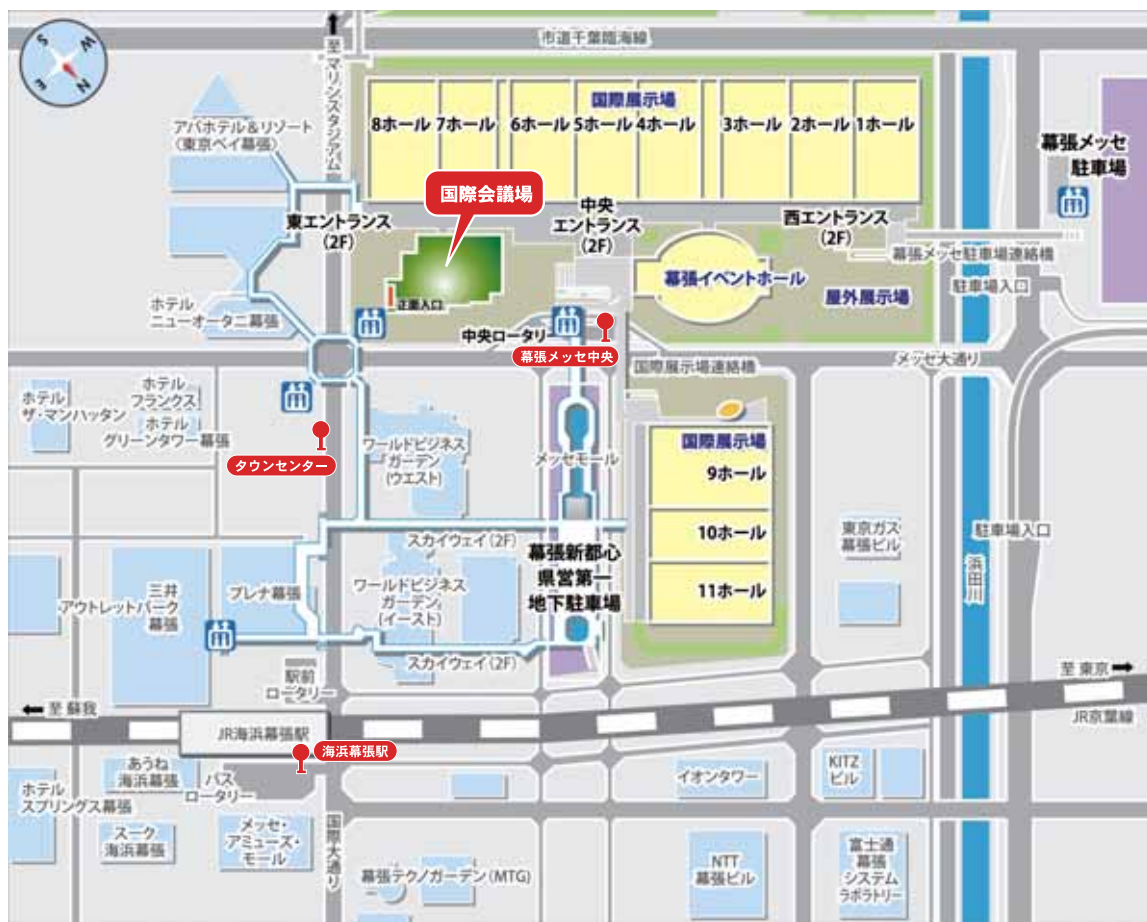 S
W
E
N
市道千葉臨海線
至
マリンスタジアム
アパホテル&リゾート
〈東京ベイ幕張〉
国際展示場
8ホール
7ホール
6ホール
5ホール
4ホール
3ホール
2ホール
1ホール
幕張メッセ
駐車場
国際会議場
東エントランス
(2F)
中央
エントランス
(2F)
西エントランス
(2F)
幕張メッセ駐車場連絡橋
駐車場入口
幕張イベントホール
屋外展示場
正面入口
ホテル
ニューオータニ幕張
中央ロータリー
幕張メッセ中央
国際展示場連絡橋
メッセ大通り
ホテル
ザ・マンハッタン
ホテル
フランクス
ホテル
グリーンタワー幕張
タウンセンター
ワールドビジネス
ガーデン
(ウエスト)
メッセモール
国際展示場
9ホール
10ホール
11ホール
スカイウェイ(2F)
幕張新都心
県営第一
地下駐車場
東京ガス
幕張ビル
駐車場入口
浜田川
三井
アウトレットパーク
幕張
プレナ幕張
ワールドビジネス
ガーデン
(イースト)
スカイウェイ(2F)
駅前
ロータリー
至 蘇我
至 東京
JR京葉線
JR海浜幕張駅
海浜幕張駅
あうね
海浜幕張
バス
ロータリー
ホテル
スプリングス幕張
スーク
海浜幕張
メッセ・
アミューズ・
モール
国際大通り
幕張テクノガーデン(MTG)
イオンタワー
KITZ
ビル
NTT
幕張ビル
富士通
幕張
システム
ラボラトリー